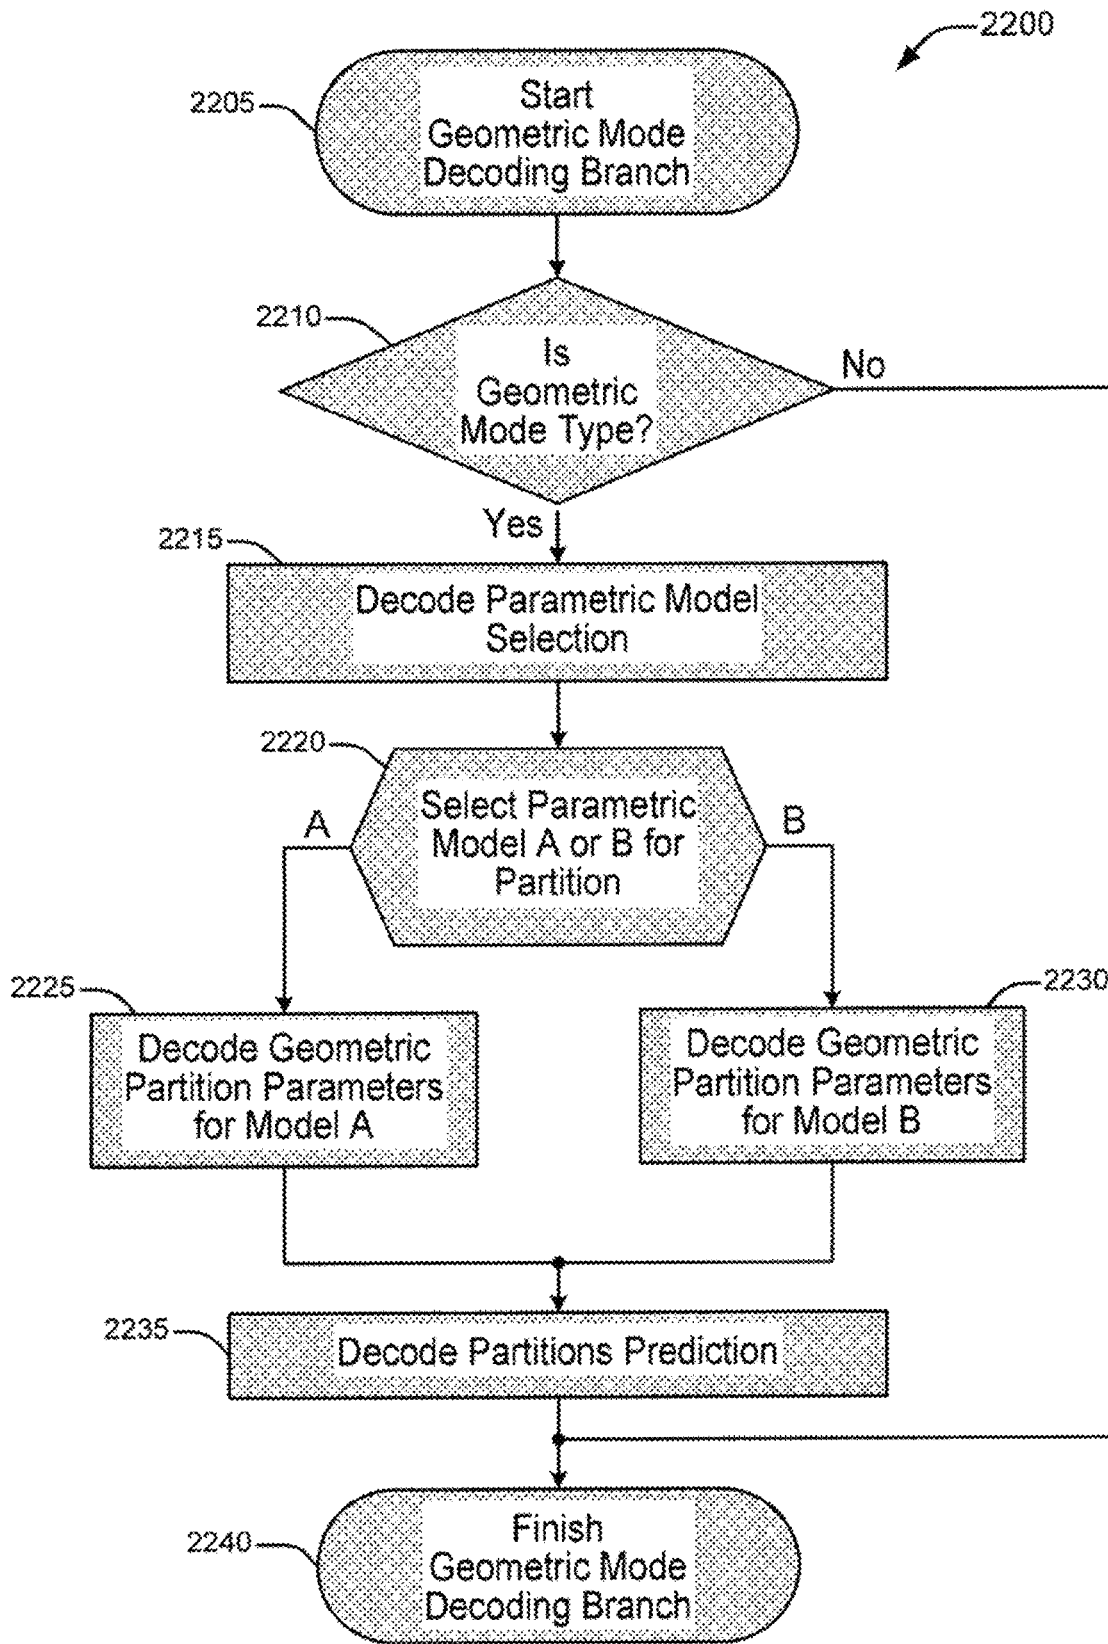 2200
2205
Start
Geometric Mode
Decoding Branch
2210
Is
Geometric
Mode Type?
No
Yes
2215
Decode Parametric Model
Selection
2220
Select Parametric
Model A or B for
Partition
A
B
2225
Decode Geometric
Partition Parameters
for Model A
2230
Decode Geometric
Partition Parameters
for Model B
2235
Decode Partitions Prediction
2240
Finish
Geometric Mode
Decoding Branch